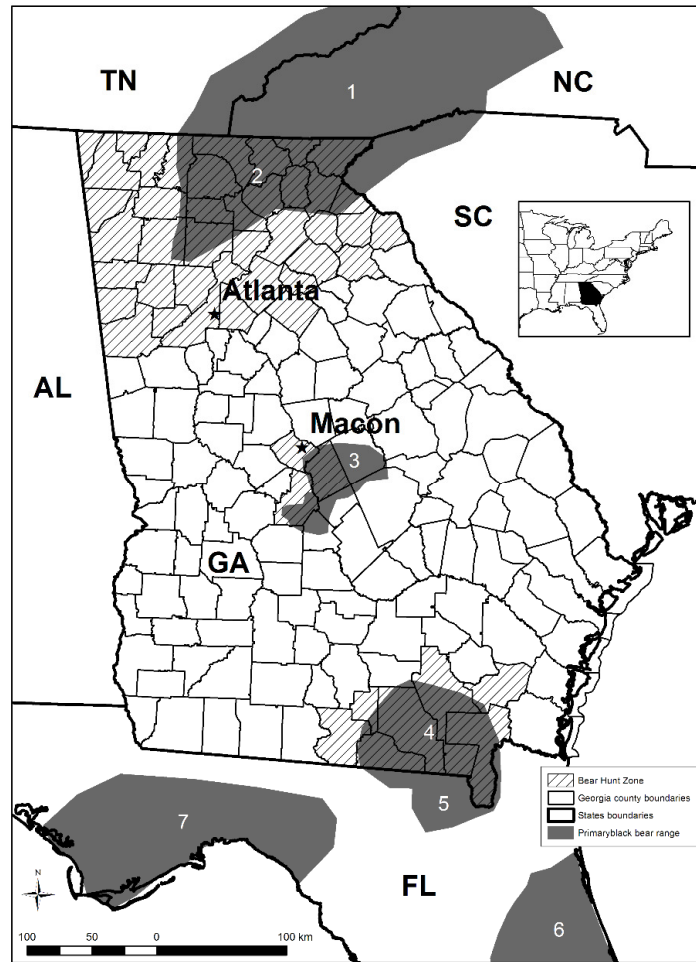 TN
1
NC
2
SC
Atlanta
AL
Macon
3
GA
4
Bear Hunt Zone
Georgia county boundaries
States boundaries
Primaryblack bear range
5
7
N
FL
6
100 50 0 100 km